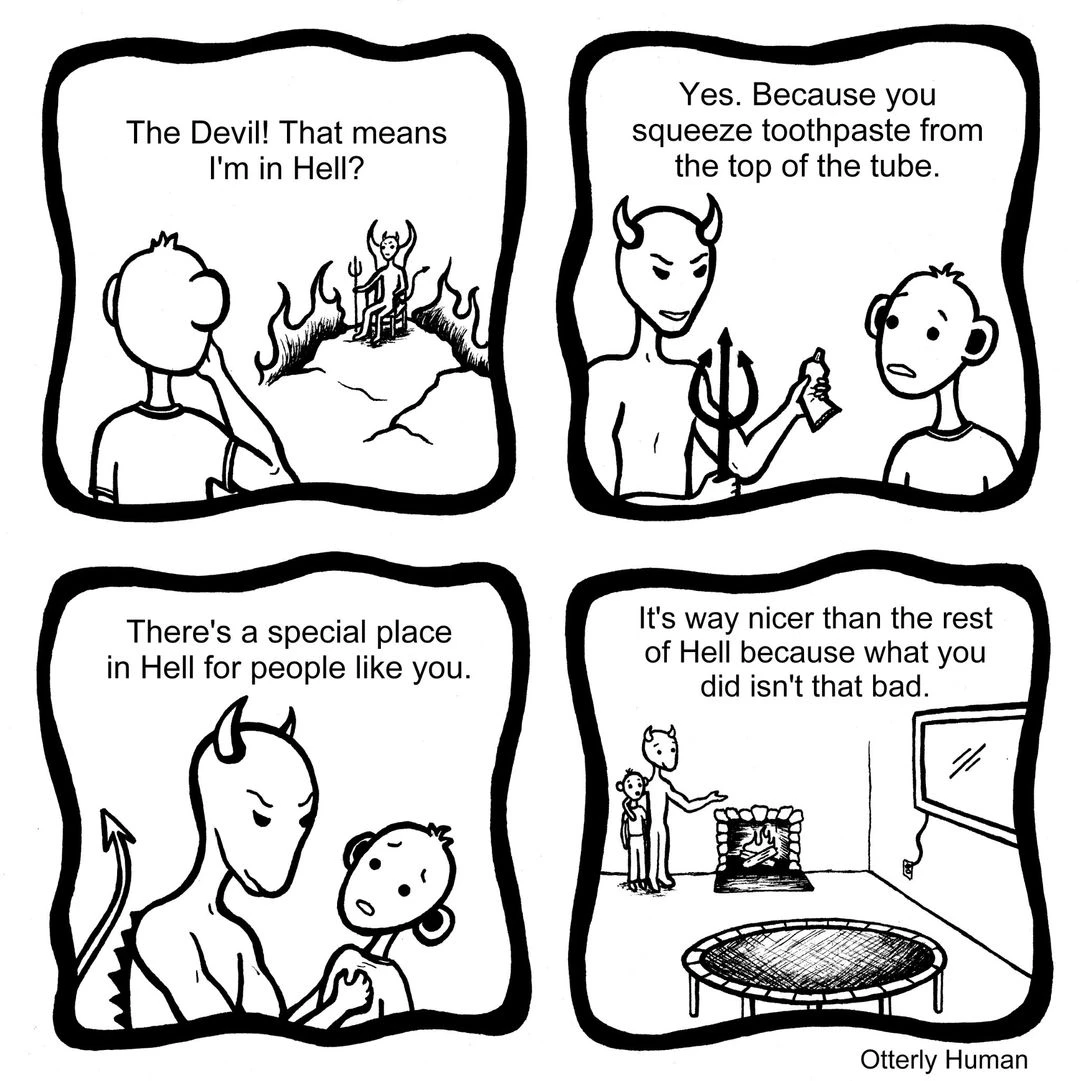 The Devil! That means
I'm in Hell?
Yes. Because you
squeeze toothpaste from
the top of the tube.
There's a special place
in Hell for people like you.
It's way nicer than the rest
of Hell because what you
did isn't that bad.
Otterly Human